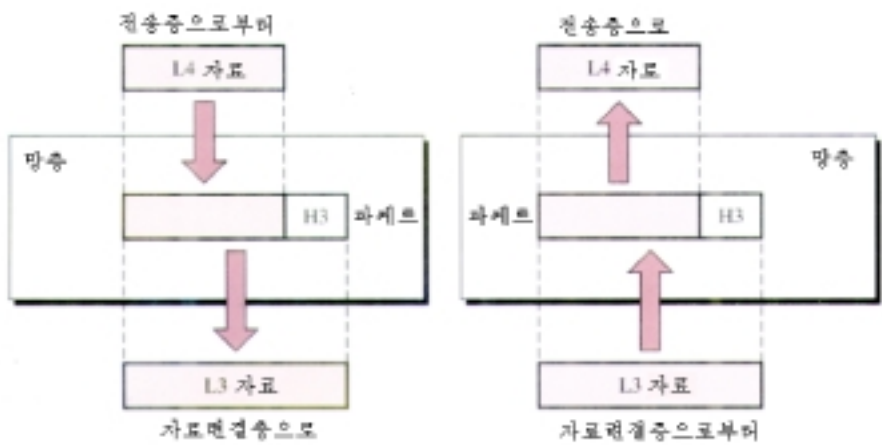 전송층으로부터
L4 자료
망층
H3
파케트
L3 자료
자료련결층으로
전송층으로
L4 자료
망층
파케트
H3
L3 자료
자료련결층으로부터